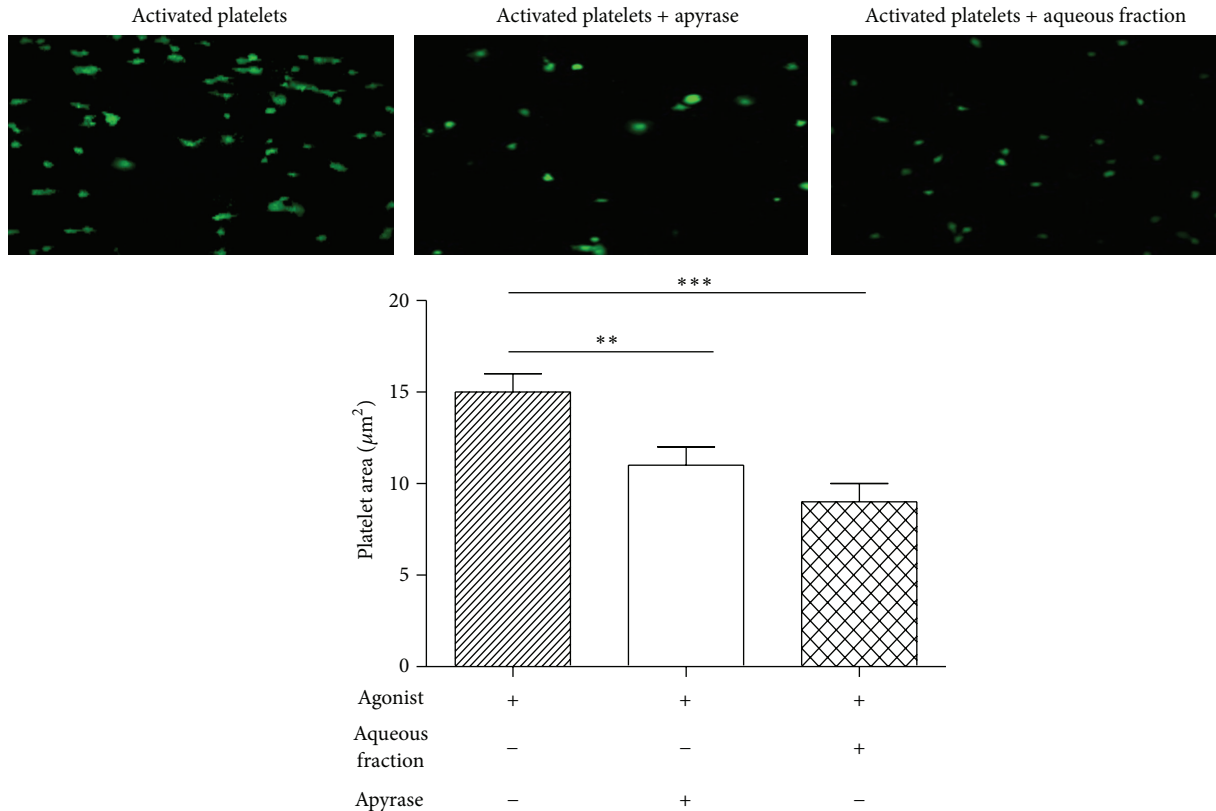 Activated platelets
Activated platelets + apyrase
Activated platelets + aqueous fraction
***
**
20
15
10
5
0
Platelet area (μm²)
Agonist + + +
Aqueous
fraction − − +
Apyrase − + −